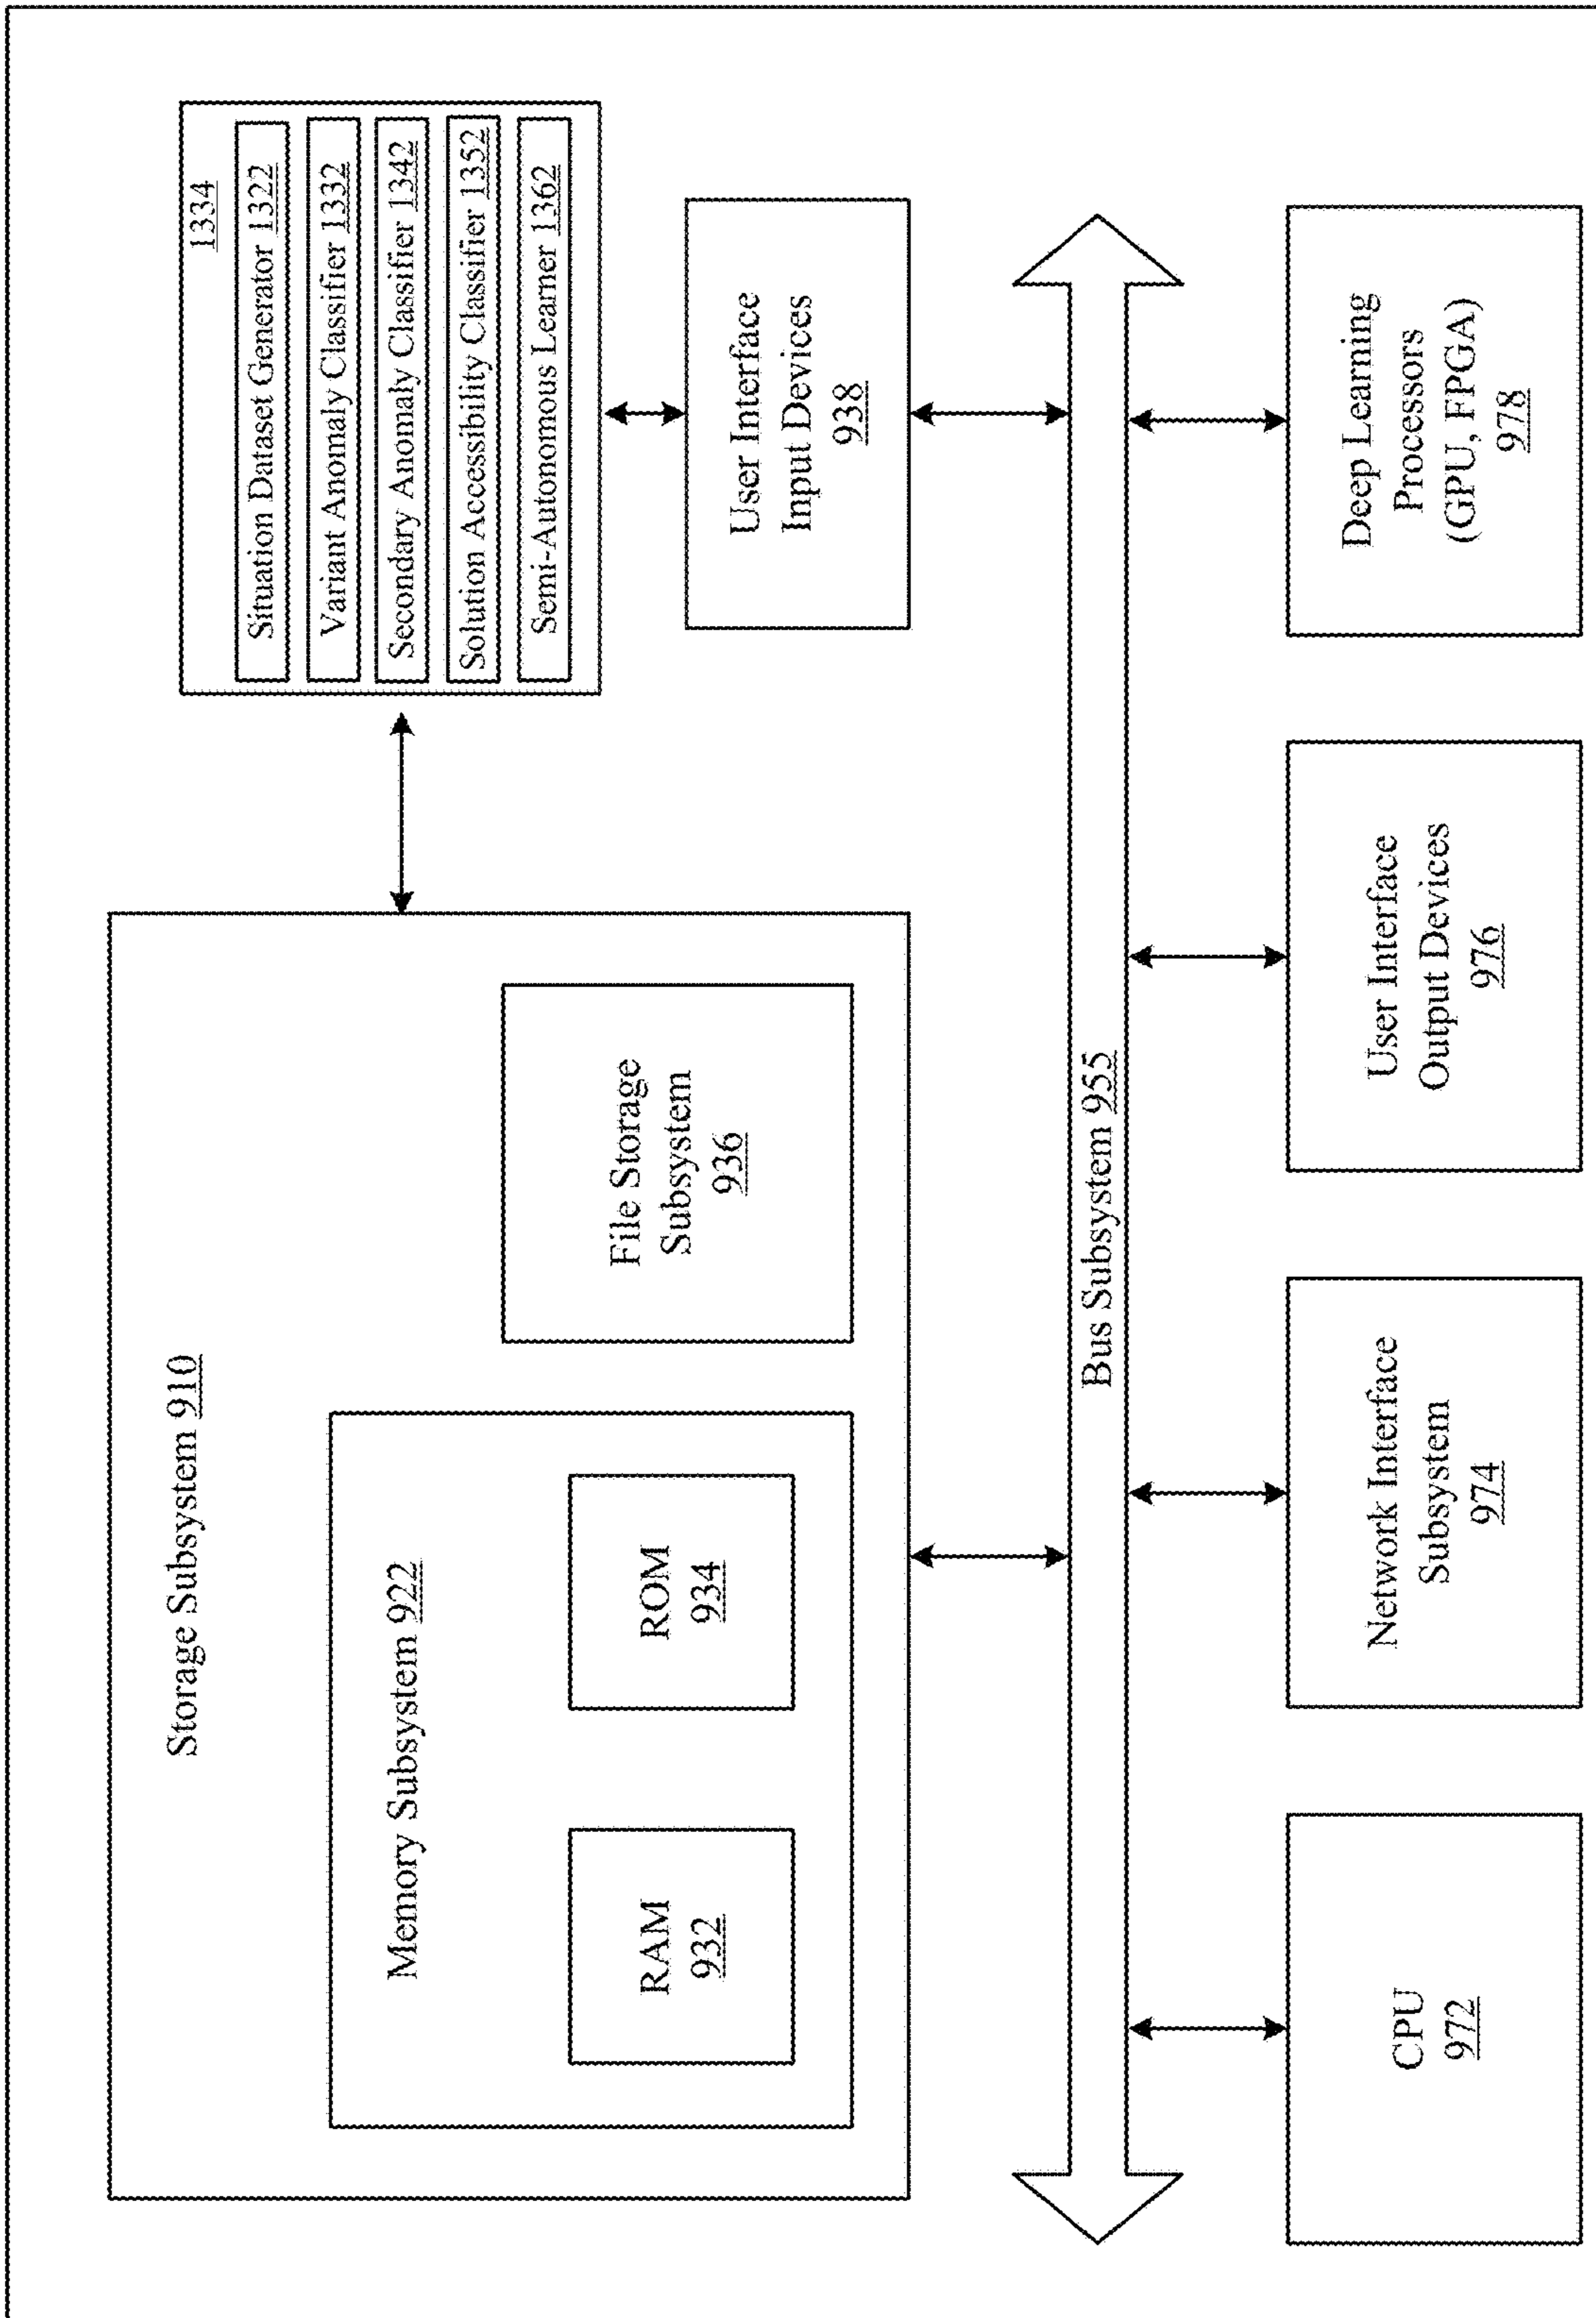 Storage Subsystem 910
Memory Subsystem 922
RAM
932
ROM
934
File Storage
Subsystem
936
1334
Situation Dataset Generator 1322
Variant Anomaly Classifier 1332
Secondary Anomaly Classifier 1342
Solution Accessibility Classifier 1352
Semi-Autonomous Learner 1362
User Interface
Input Devices
938
Bus Subsystem 955
CPU
972
Network Interface
Subsystem
974
User Interface
Output Devices
976
Deep Learning
Processors
(GPU, FPGA)
978